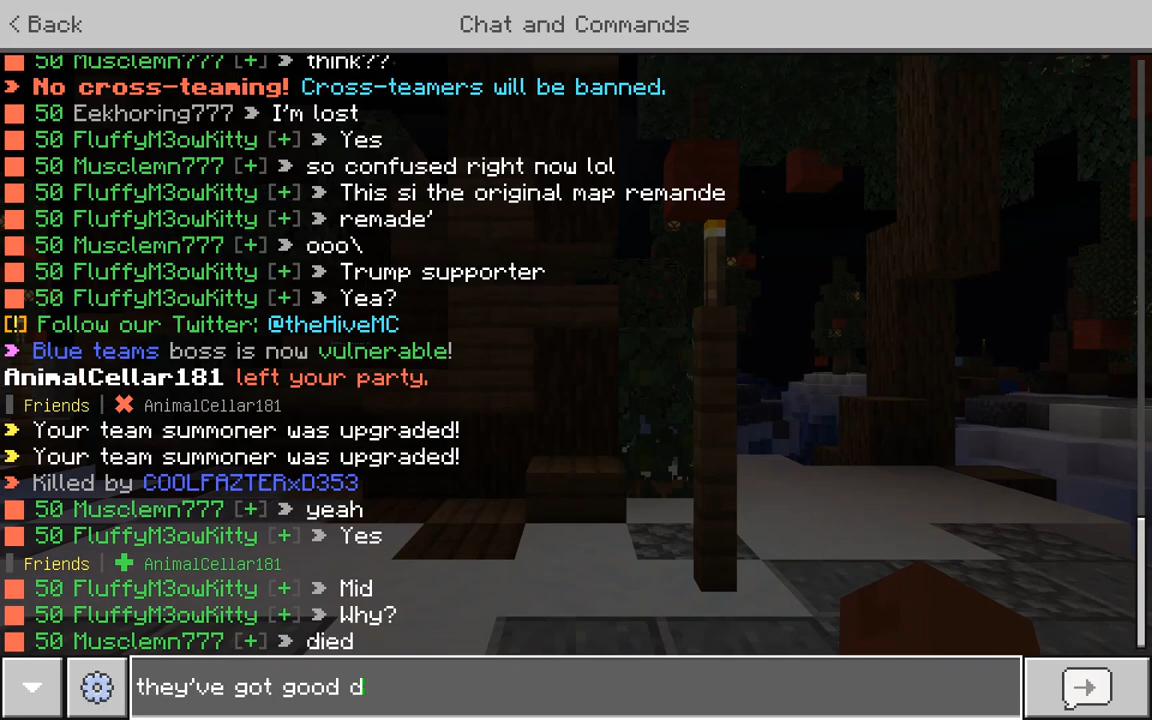 < Back
Chat and Commands
50 Musclemn777 [+] > think??
> No cross-teaming! Cross-teamers will be banned.
50 Eekhoring777 > I'm lost
50 FluffyM3owKitty [+] > Yes
50 Musclemn777 [+] > so confused right now lol
50 FluffyM3owKitty [+] > This si the original map remande
50 FluffyM3owKitty [+] > remade'
50 Musclemn777 [+] > ooo\
50 FluffyM3owKitty [+] > Trump supporter
50 FluffyM3owKitty [+] > Yea?
[!] Follow our Twitter: @theHiveMC
> Blue teams boss is now vulnerable!
AnimalCellar181 left your party.
Friends | ✖ AnimalCellar181
> Your team summoner was upgraded!
> Your team summoner was upgraded!
> Killed by COOLFAZTERxD353
50 Musclemn777 [+] > yeah
50 FluffyM3owKitty [+] > Yes
Friends | + AnimalCellar181
50 FluffyM3owKitty [+] > Mid
50 FluffyM3owKitty [+] > Why?
50 Musclemn777 [+] > died
they've got good d